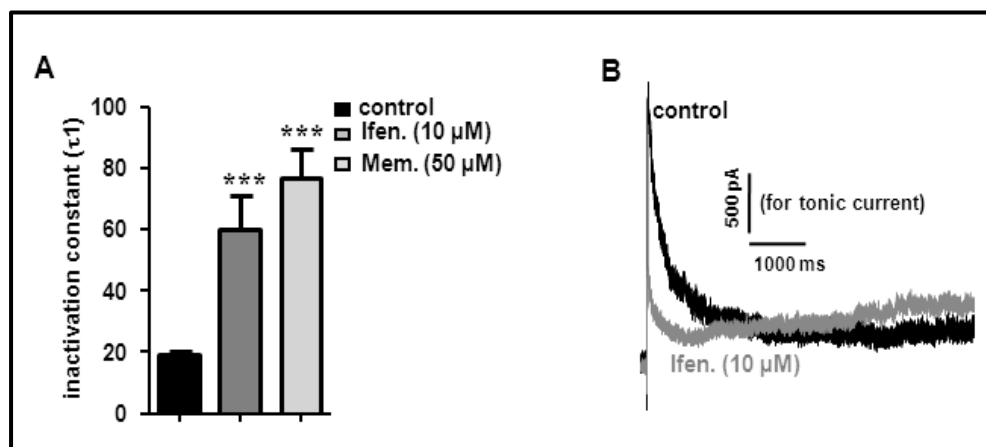 A
inactivation constant (τ1)
100
80
60
40
20
0
***
***
control
Ifen. (10 µM)
Mem. (50 µM)
B
control
500 pA
(for tonic current)
1000 ms
Ifen. (10 µM)